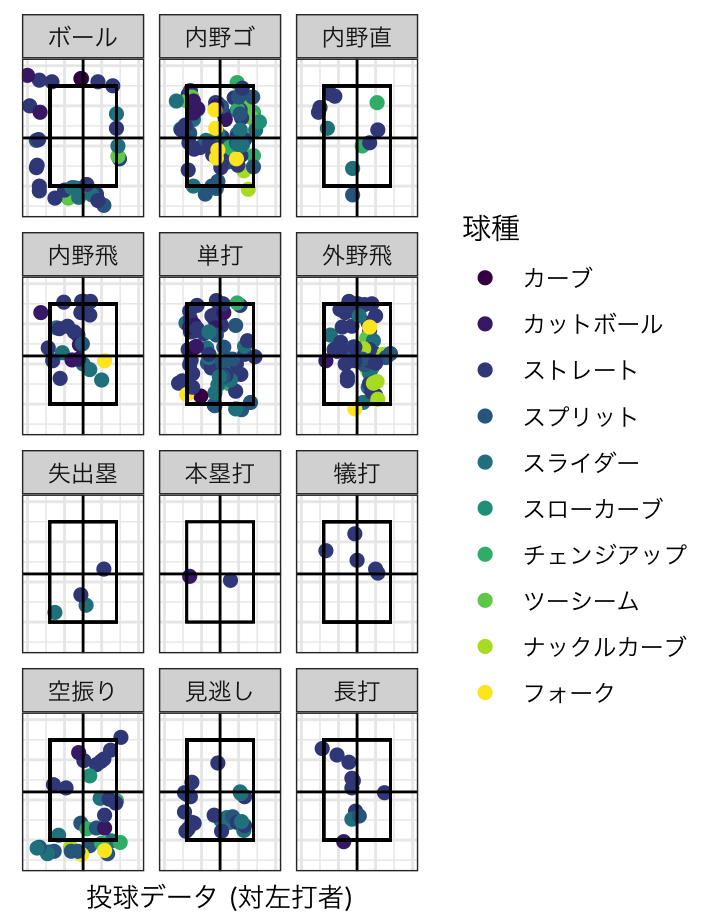 ボール 内野ゴ 内野直
内野飛 単打 外野飛
失出塁 本塁打 犠打
空振り 見逃し 長打
投球データ (対左打者)
球種
カーブ
カットボール
ストレート
スプリット
スライダー
スローカーブ
チェンジアップ
ツーシーム
ナックルカーブ
フォーク